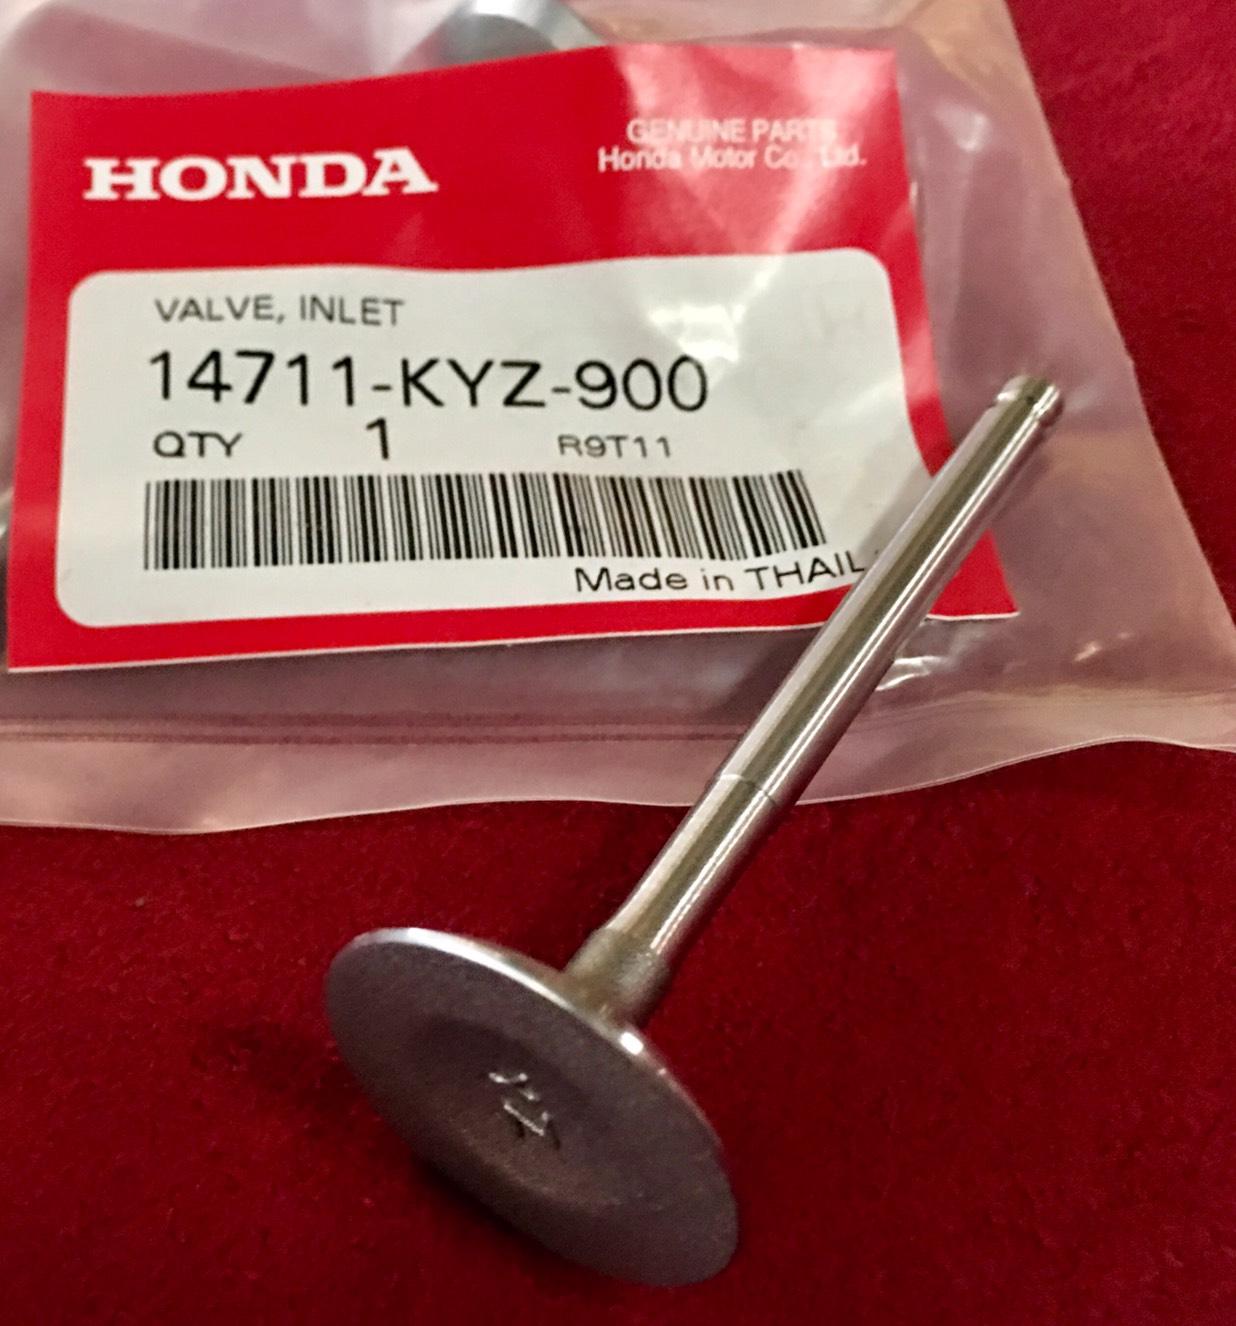 HONDA
GENUINE PARTS
Honda Motor Co., Ltd.
VALVE, INLET
14711-KYZ-900
QTY 1 R9T11
Made in THAIL